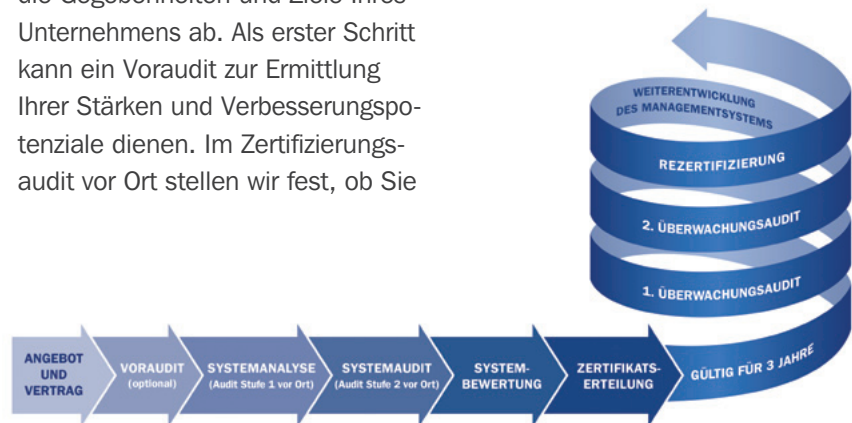 die Gegebenheiten und Ziele Ihres
Unternehmens ab. Als erster Schritt
kann ein Voraudit zur Ermittlung
Ihrer Stärken und Verbesserungspo-
tenziale dienen. Im Zertifizierungs-
audit vor Ort stellen wir fest, ob Sie
WEITERENTWICKLUNG
DES MANAGEMENTSYSTEMS
REZERTIFIZIERUNG
2. ÜBERWACHUNGSAUDIT
1. ÜBERWACHUNGSAUDIT
ANGEBOT
UND
VERTRAG
VORAUDIT
(optional)
SYSTEMANALYSE
(Audit Stufe 1 vor Ort)
SYSTEMAUDIT
(Audit Stufe 2 vor Ort)
SYSTEM-
BEWERTUNG
ZERTIFIKATS-
ERTEILUNG
GÜLTIG FÜR 3 JAHRE